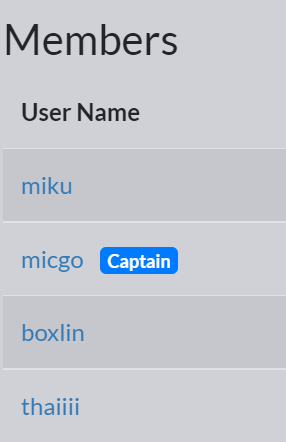 Members
User Name
miku
micgo Captain
boxlin
thaiiii